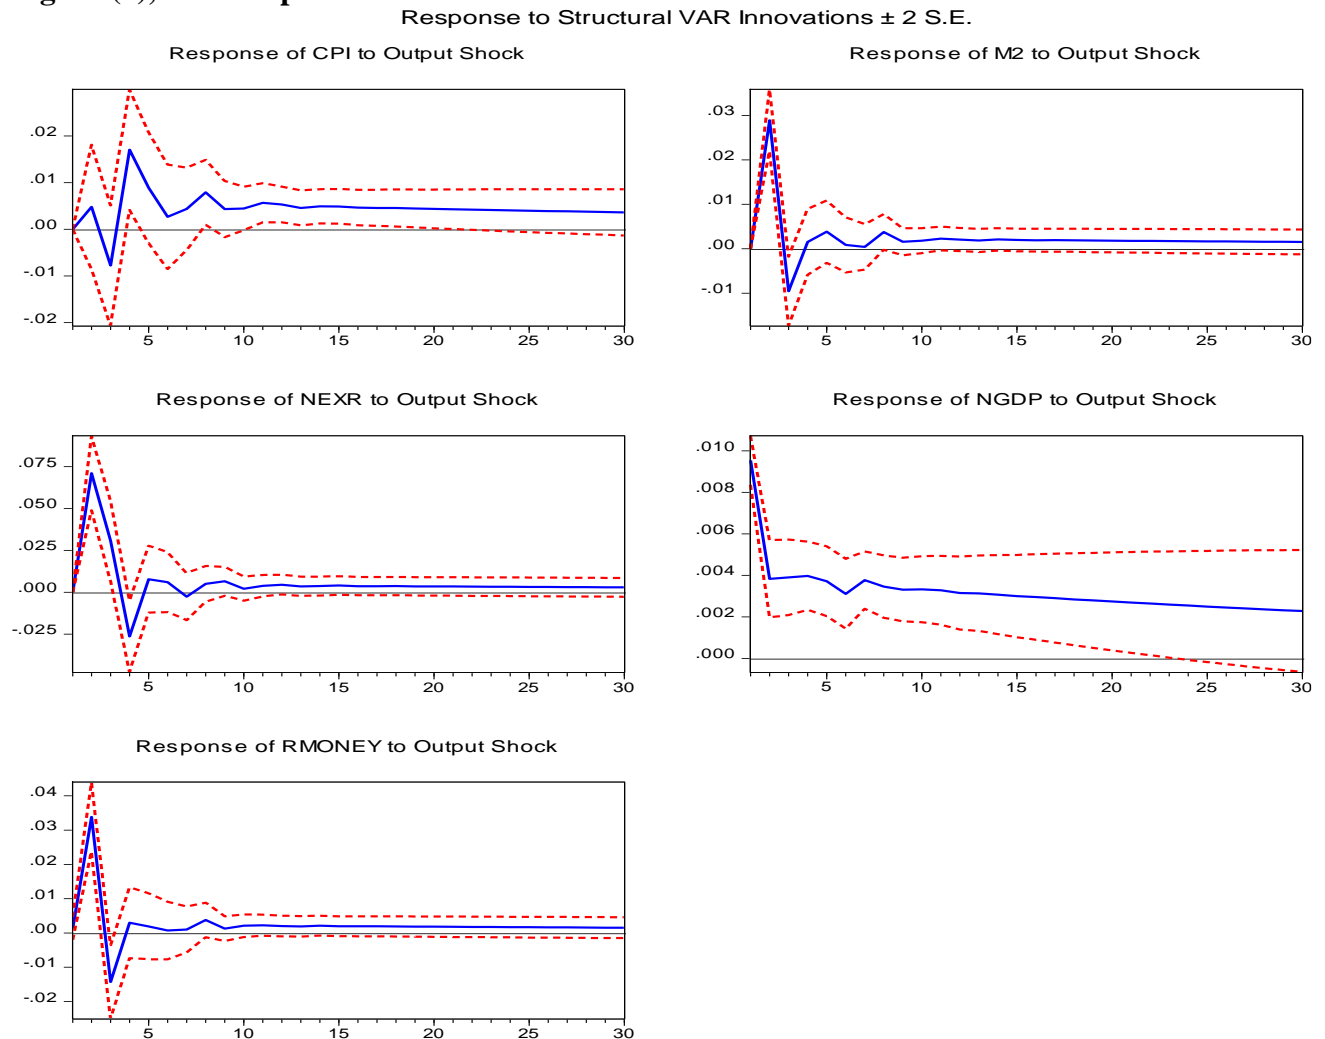 Response to Structural VAR Innovations ± 2 S.E.
Response of CPI to Output Shock
.02
.01
.00
-.01
-.02
5 10 15 20 25 30
Response of M2 to Output Shock
.03
.02
.01
.00
-.01
5 10 15 20 25 30
Response of NEXR to Output Shock
.075
.050
.025
.000
-.025
5 10 15 20 25 30
Response of NGDP to Output Shock
.010
.008
.006
.004
.002
.000
5 10 15 20 25 30
Response of RMONEY to Output Shock
.04
.03
.02
.01
.00
-.01
-.02
5 10 15 20 25 30